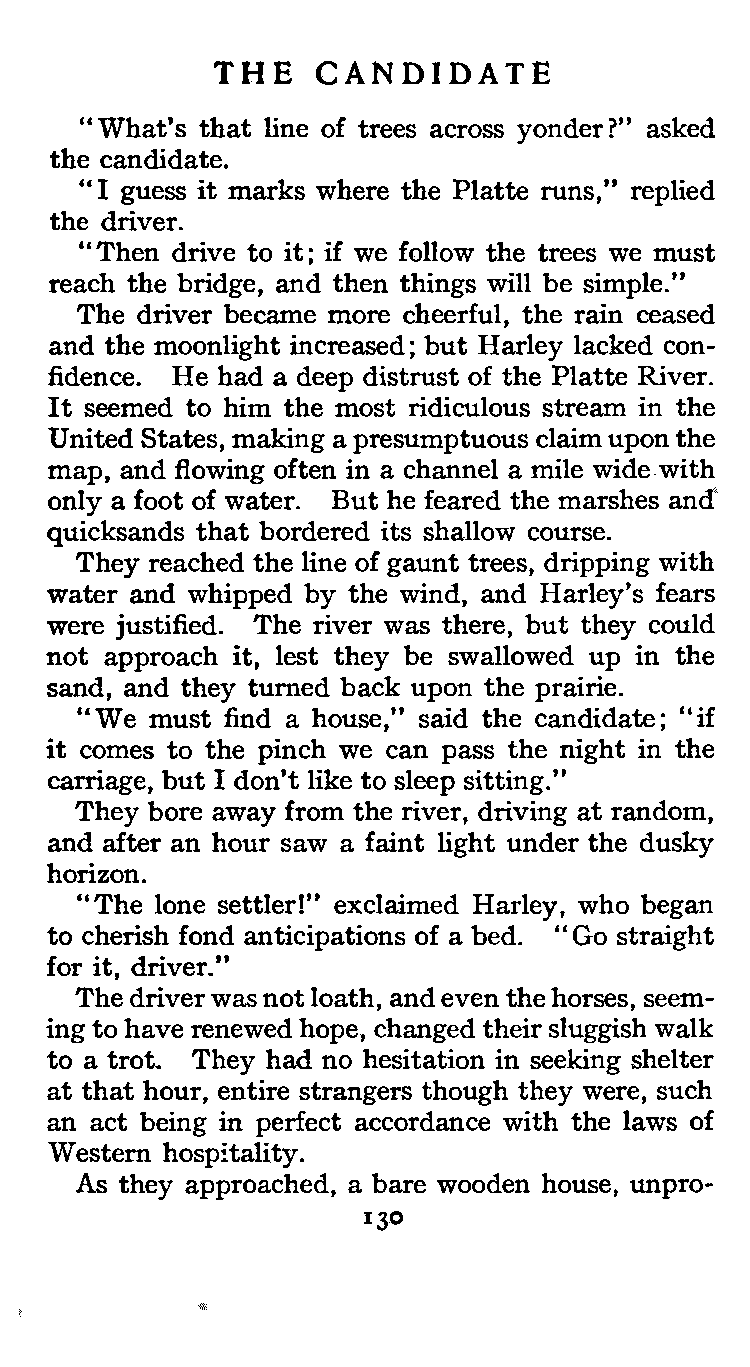 THE CANDIDATE
"What's that line of trees across yonder?" asked
the candidate.
"I guess it marks where the Platte runs," replied
the driver.
"Then drive to it; if we follow the trees we must
reach the bridge, and then things will be simple."
The driver became more cheerful, the rain ceased
and the moonlight increased; but Harley lacked con-
fidence. He had a deep distrust of the Platte River.
It seemed to him the most ridiculous stream in the
United States, making a presumptuous claim upon the
map, and flowing often in a channel a mile wide with
only a foot of water. But he feared the marshes and
quicksands that bordered its shallow course.
They reached the line of gaunt trees, dripping with
water and whipped by the wind, and Harley's fears
were justified. The river was there, but they could
not approach it, lest they be swallowed up in the
sand, and they turned back upon the prairie.
"We must find a house," said the candidate; "if
it comes to the pinch we can pass the night in the
carriage, but I don't like to sleep sitting."
They bore away from the river, driving at random,
and after an hour saw a faint light under the dusky
horizon.
"The lone settler!" exclaimed Harley, who began
to cherish fond anticipations of a bed. "Go straight
for it, driver."
The driver was not loath, and even the horses, seem-
ing to have renewed hope, changed their sluggish walk
to a trot. They had no hesitation in seeking shelter
at that hour, entire strangers though they were, such
an act being in perfect accordance with the laws of
Western hospitality.
As they approached, a bare wooden house, unpro-
130